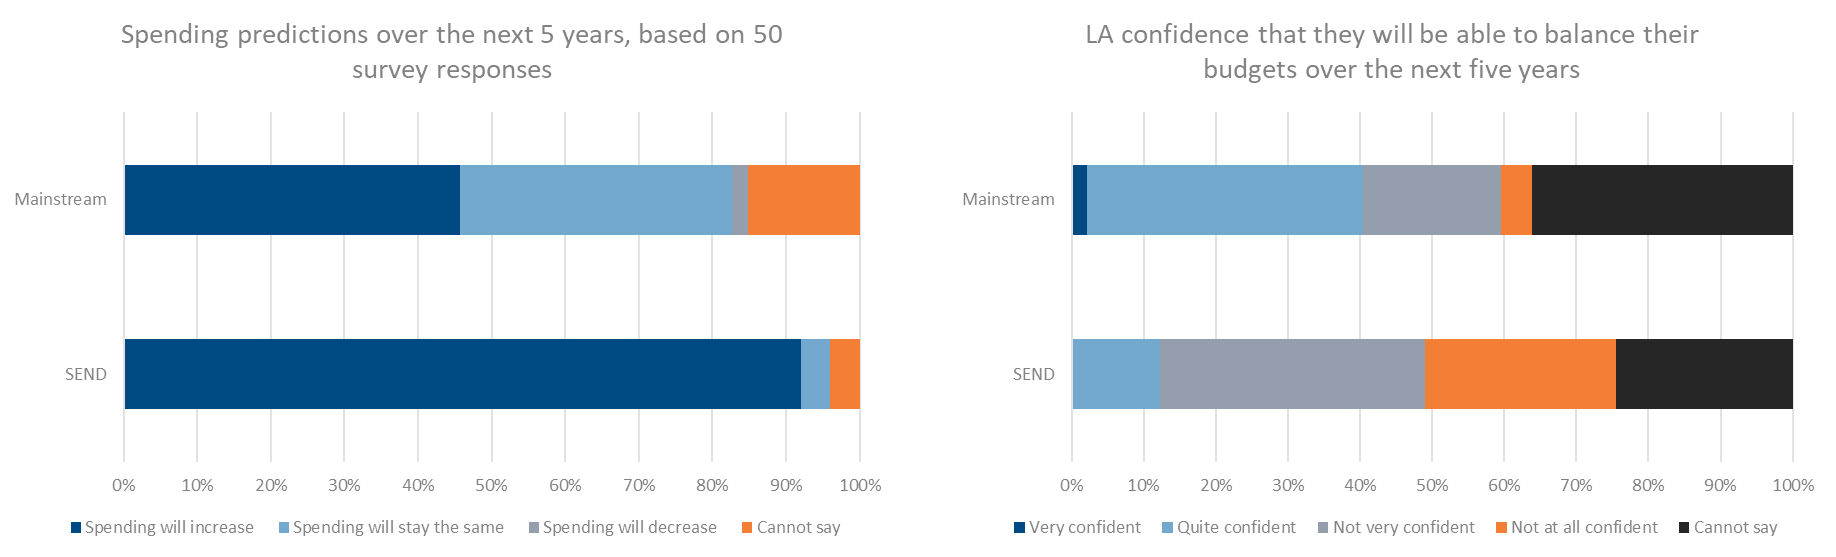 Spending predictions over the next 5 years, based on 50
survey responses
Mainstream
SEND
0% 10% 20% 30% 40% 50% 60% 70% 80% 90% 100%
Spending will increase Spending will stay the same Spending will decrease Cannot say
LA confidence that they will be able to balance their
budgets over the next five years
Mainstream
SEND
0% 10% 20% 30% 40% 50% 60% 70% 80% 90% 100%
Very confident Quite confident Not very confident Not at all confident Cannot say